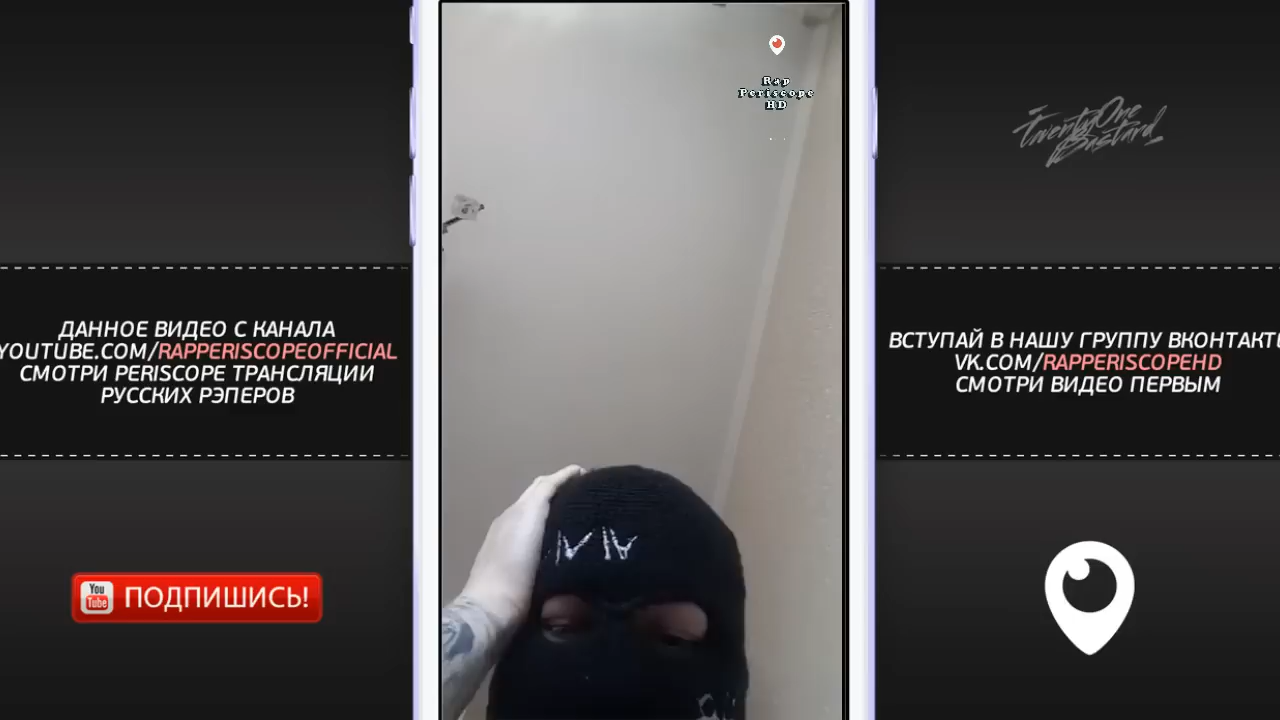 Rap
Periscope
HD
TwentyOne
Bastard
ДАННОЕ ВИДЕО С КАНАЛА
YOUTUBE.COM/RAPPERISCOPEOFFICIAL
СМОТРИ PERISCOPE ТРАНСЛЯЦИИ
РУССКИХ РЭПЕРОВ
ВСТУПАЙ В НАШУ ГРУППУ ВКОНТАКТЕ
VK.COM/RAPPERISCOPEHD
СМОТРИ ВИДЕО ПЕРВЫМ
You
Tube
ПОДПИШИСЬ!